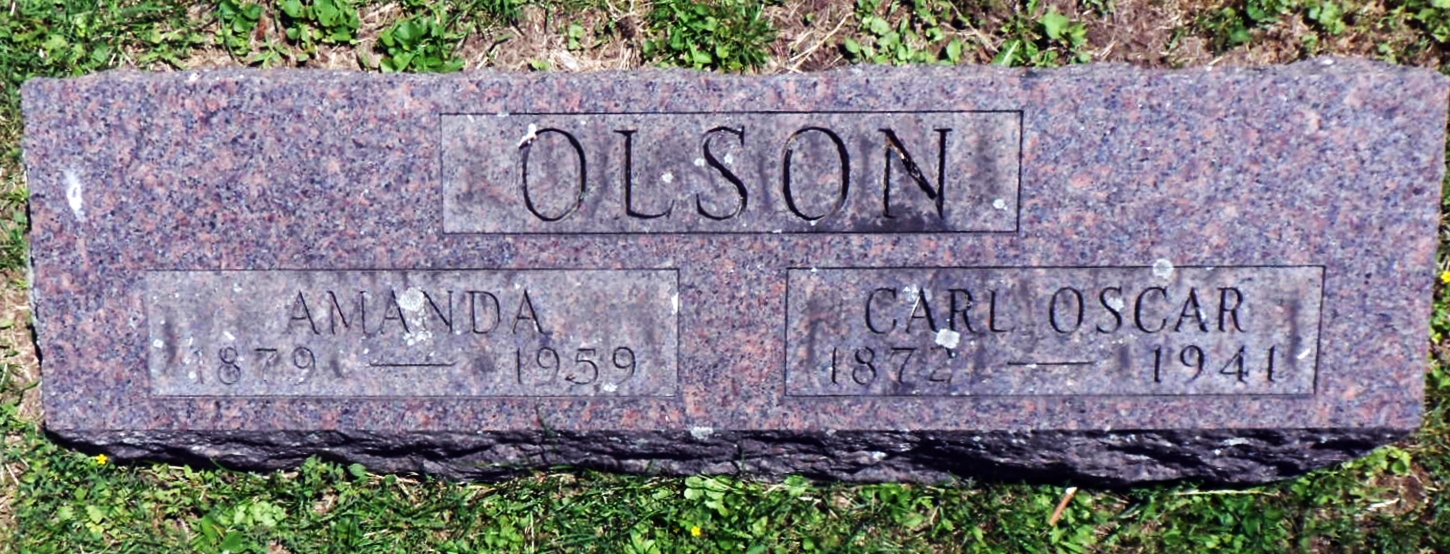 OLSON
AMANDA
1879 — 1959
CARL OSCAR
1872 — 1941